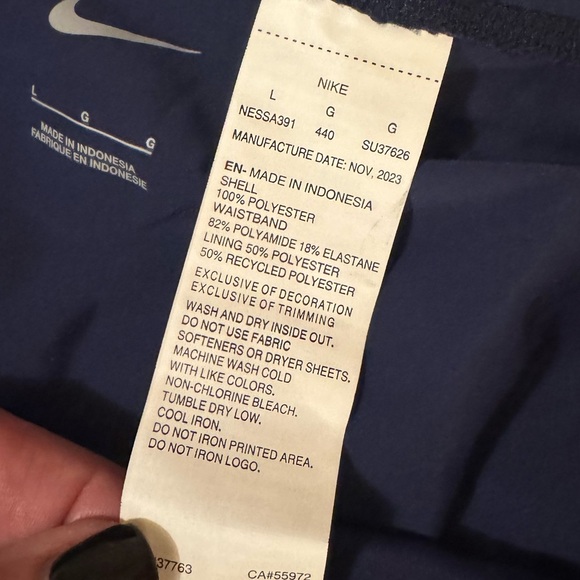 L G G
MADE IN INDONESIA
FABRIQUE EN INDONESIE
NIKE
L G G
NESSA391 440 SU37626
MANUFACTURE DATE: NOV, 2023
EN- MADE IN INDONESIA
SHELL
100% POLYESTER
WAISTBAND
82% POLYAMIDE 18% ELASTANE
LINING 50% POLYESTER
50% RECYCLED POLYESTER
EXCLUSIVE OF DECORATION
EXCLUSIVE OF TRIMMING
WASH AND DRY INSIDE OUT.
DO NOT USE FABRIC
SOFTENERS OR DRYER SHEETS.
MACHINE WASH COLD
WITH LIKE COLORS.
NON-CHLORINE BLEACH.
TUMBLE DRY LOW.
COOL IRON.
DO NOT IRON PRINTED AREA.
DO NOT IRON LOGO.
37763 CA#55972